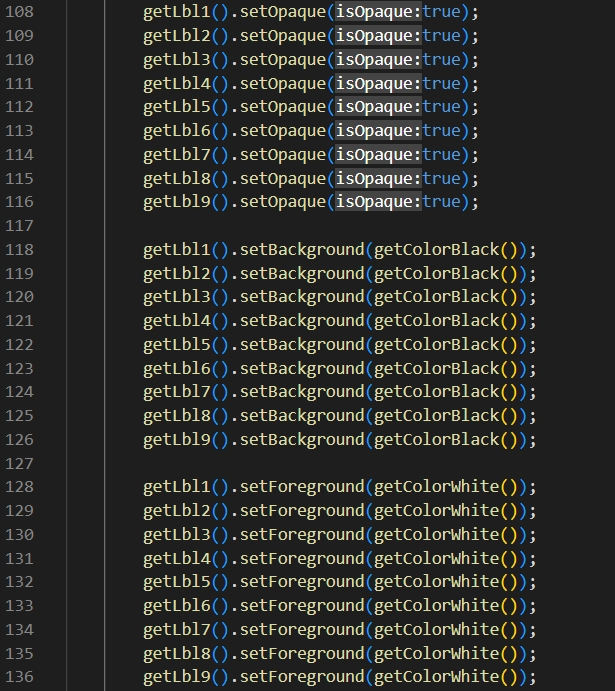 108 getLbl1().setOpaque(isOpaque:true);
109 getLbl2().setOpaque(isOpaque:true);
110 getLbl3().setOpaque(isOpaque:true);
111 getLbl4().setOpaque(isOpaque:true);
112 getLbl5().setOpaque(isOpaque:true);
113 getLbl6().setOpaque(isOpaque:true);
114 getLbl7().setOpaque(isOpaque:true);
115 getLbl8().setOpaque(isOpaque:true);
116 getLbl9().setOpaque(isOpaque:true);
117
118 getLbl1().setBackground(getColorBlack());
119 getLbl2().setBackground(getColorBlack());
120 getLbl3().setBackground(getColorBlack());
121 getLbl4().setBackground(getColorBlack());
122 getLbl5().setBackground(getColorBlack());
123 getLbl6().setBackground(getColorBlack());
124 getLbl7().setBackground(getColorBlack());
125 getLbl8().setBackground(getColorBlack());
126 getLbl9().setBackground(getColorBlack());
127
128 getLbl1().setForeground(getColorWhite());
129 getLbl2().setForeground(getColorWhite());
130 getLbl3().setForeground(getColorWhite());
131 getLbl4().setForeground(getColorWhite());
132 getLbl5().setForeground(getColorWhite());
133 getLbl6().setForeground(getColorWhite());
134 getLbl7().setForeground(getColorWhite());
135 getLbl8().setForeground(getColorWhite());
136 getLbl9().setForeground(getColorWhite());